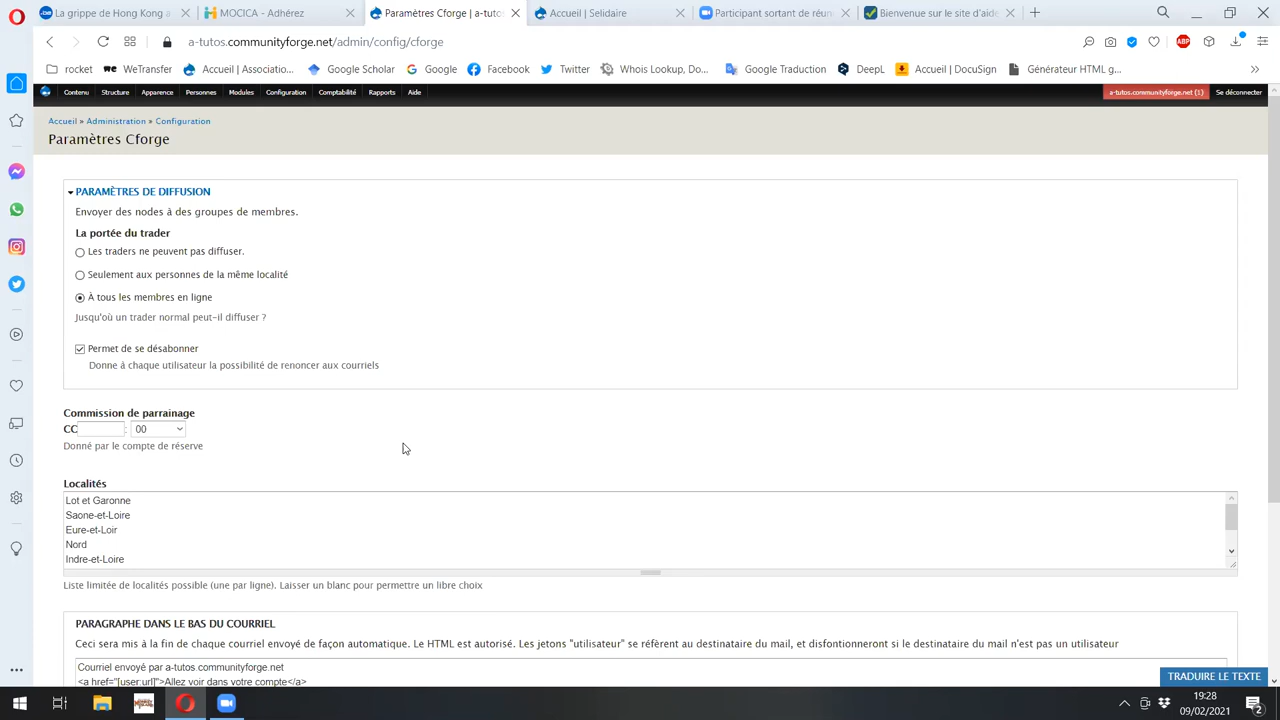 La grippe de Hong Kong a
MOCICA - Adhérez
Paramètres Cforge | a-tutos
Accueil | Selidaire
Participant sortant de réuni
Bienvenue sur le site d'aide
a-tutos.communityforge.net/admin/config/cforge
rocket
WeTransfer
Accueil | Associatio...
Google Scholar
Google
Facebook
Twitter
Whois Lookup, Do...
Google Traduction
DeepL
Accueil | DocuSign
Générateur HTML g...
Contenu
Structure
Apparence
Personnes
Modules
Configuration
Comptabilité
Rapports
Aide
a-tutos.communityforge.net (1)
Se déconnecter
Accueil » Administration » Configuration
Paramètres Cforge
PARAMÈTRES DE DIFFUSION
Envoyer des nodes à des groupes de membres.
La portée du trader
Les traders ne peuvent pas diffuser.
Seulement aux personnes de la même localité
À tous les membres en ligne
Jusqu'où un trader normal peut-il diffuser ?
Permet de se désabonner
Donne à chaque utilisateur la possibilité de renoncer aux courriels
Commission de parrainage
CC : 00
Donné par le compte de réserve
Localités
Lot et Garonne
Saone-et-Loire
Eure-et-Loir
Nord
Indre-et-Loire
Liste limitée de localités possible (une par ligne). Laisser un blanc pour permettre un libre choix
PARAGRAPHE DANS LE BAS DU COURRIEL
Ceci sera mis à la fin de chaque courriel envoyé de façon automatique. Le HTML est autorisé. Les jetons "utilisateur" se réfèrent au destinataire du mail, et disfontionneront si le destinataire du mail n'est pas un utilisateur
Courriel envoyé par a-tutos.communityforge.net
<a href="[user:url]">Allez voir dans votre compte</a>
TRADUIRE LE TEXTE
19:28
09/02/2021
2